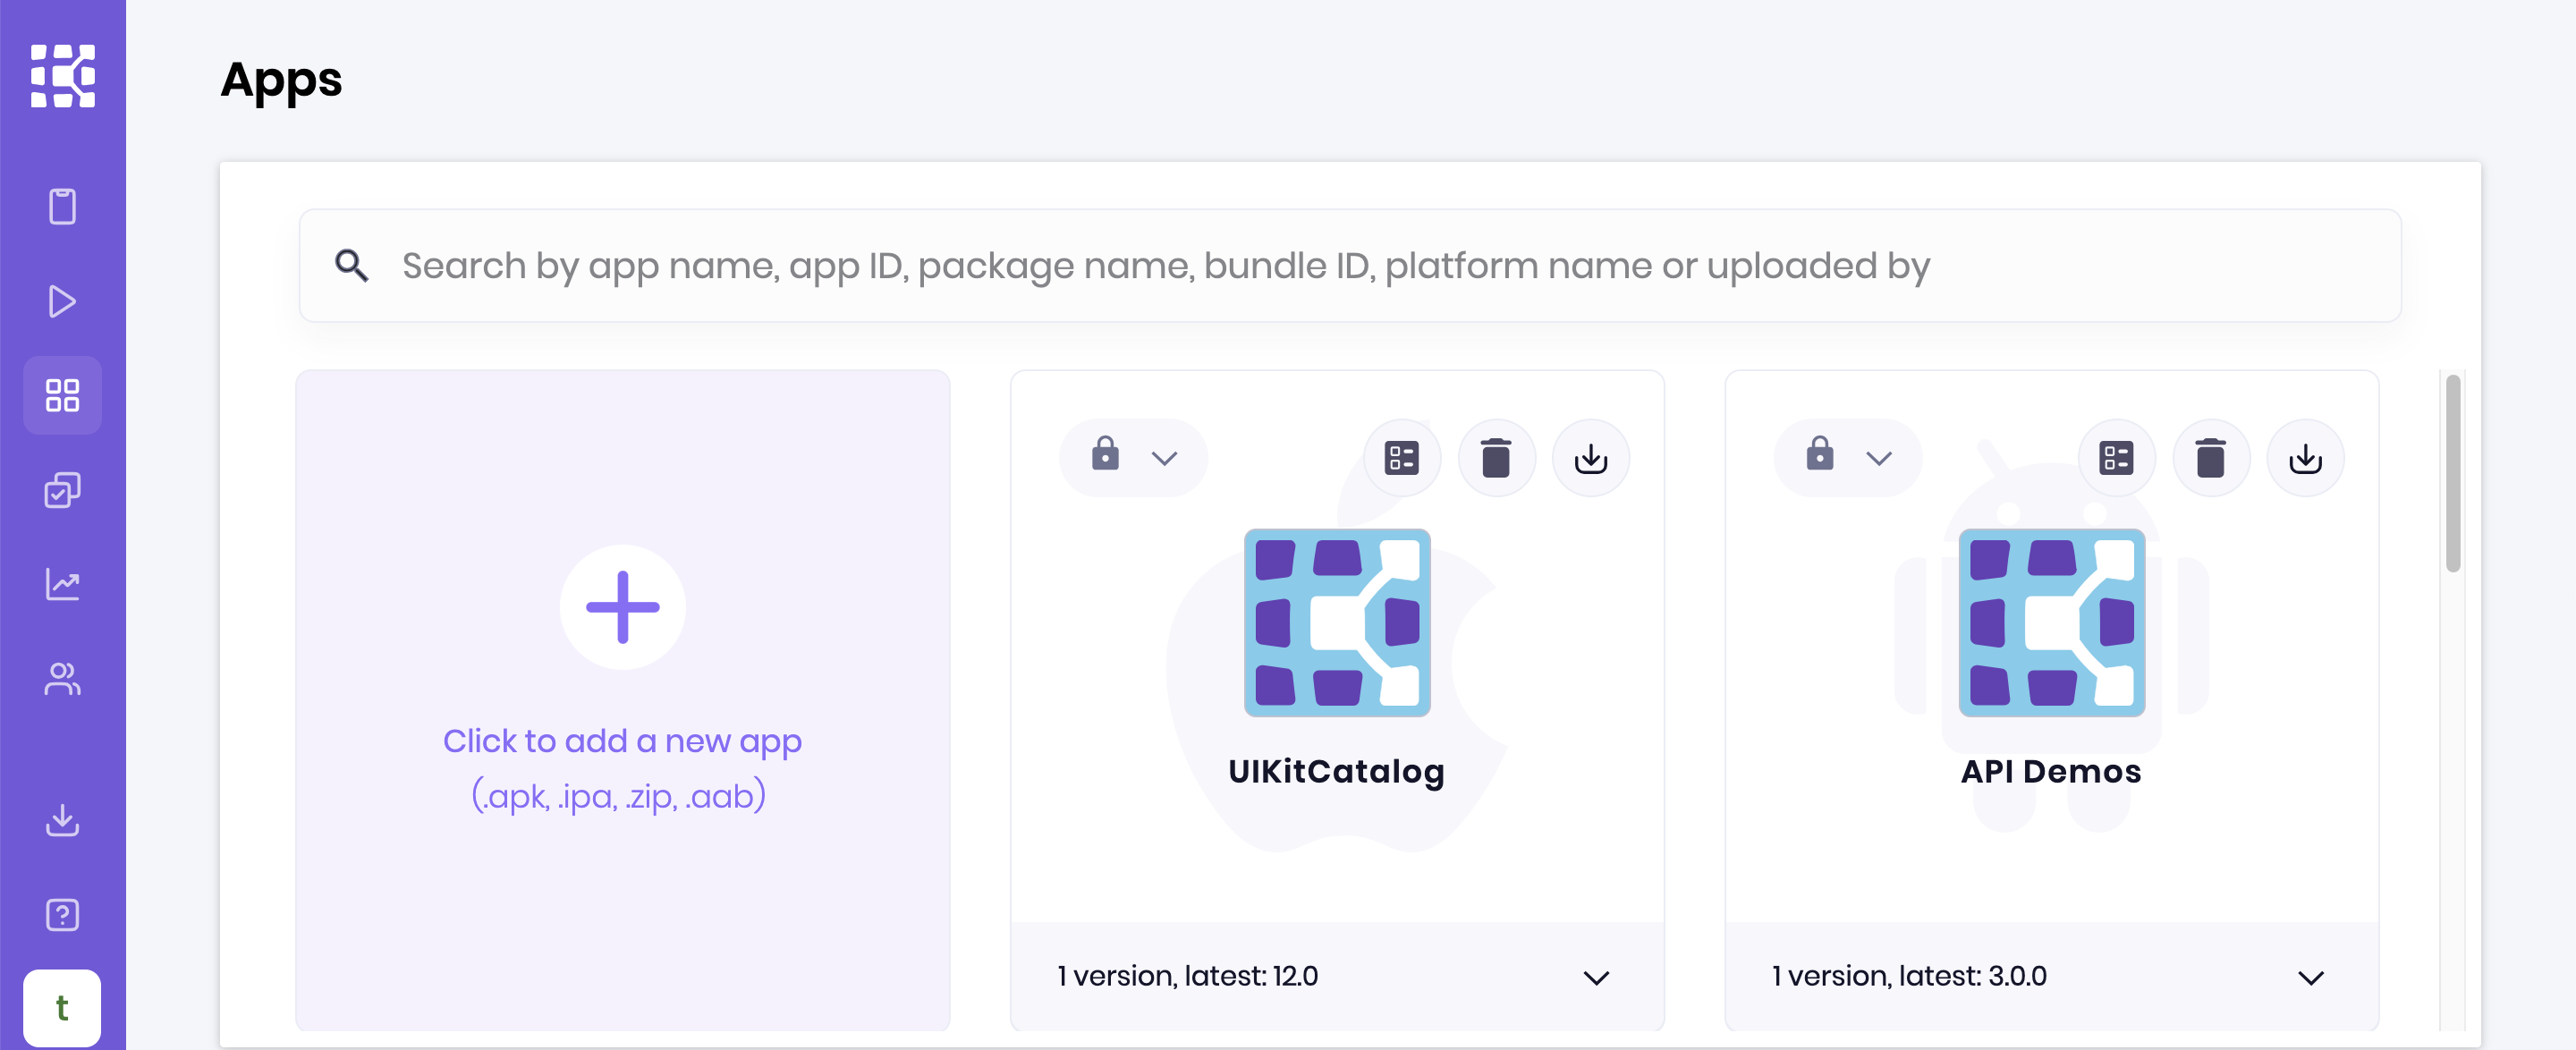 Apps
Search by app name, app ID, package name, bundle ID, platform name or uploaded by
Click to add a new app
(.apk, .ipa, .zip, .aab)
UIKitCatalog
1 version, latest: 12.0
API Demos
1 version, latest: 3.0.0
t